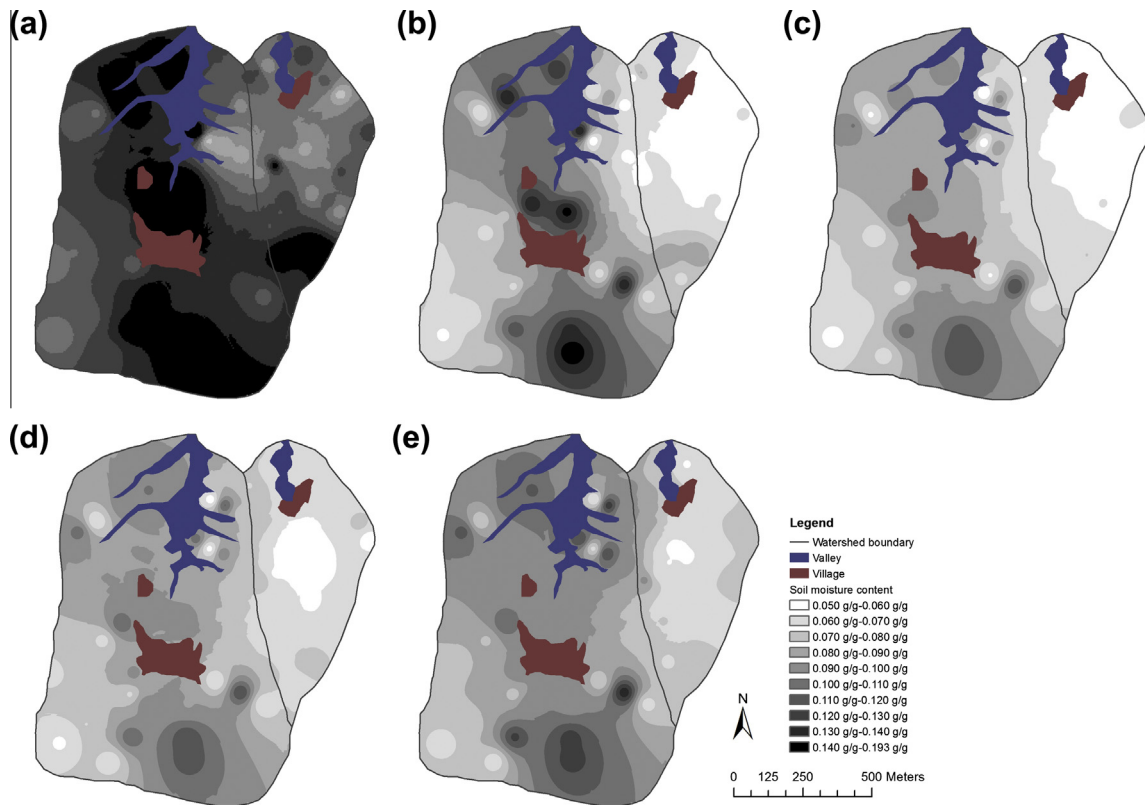 (a)
(b)
(c)
(d)
(e)
Legend
Watershed boundary
Valley
Village
Soil moisture content
0.050 g/g-0.060 g/g
0.060 g/g-0.070 g/g
0.070 g/g-0.080 g/g
0.080 g/g-0.090 g/g
0.090 g/g-0.100 g/g
0.100 g/g-0.110 g/g
0.110 g/g-0.120 g/g
0.120 g/g-0.130 g/g
0.130 g/g-0.140 g/g
0.140 g/g-0.193 g/g
N
0 125 250 500 Meters